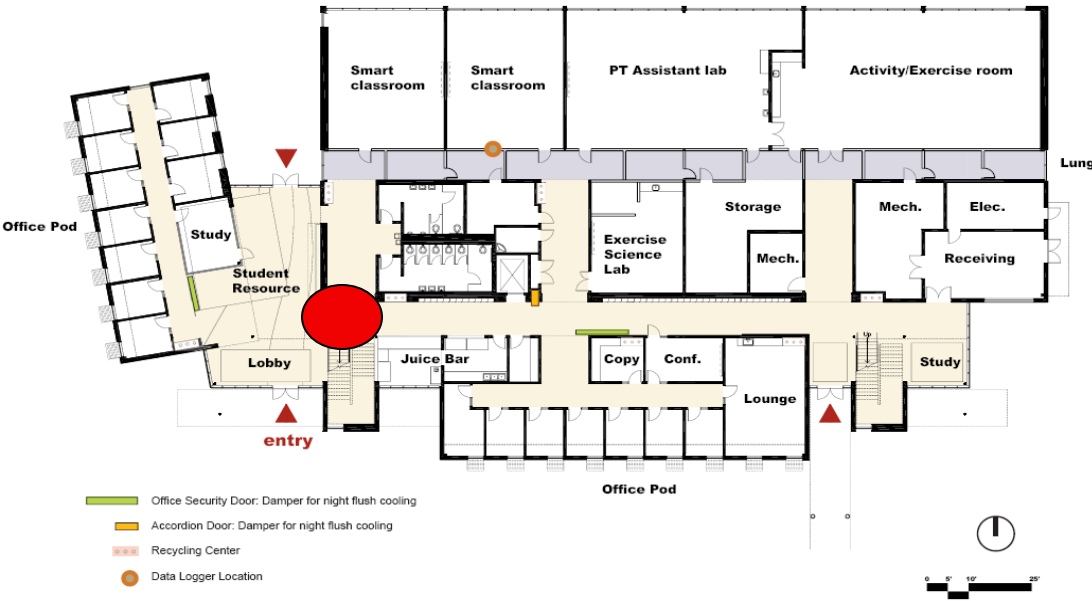 Smart
classroom
Smart
classroom
PT Assistant lab
Activity/Exercise room
Lung
Office Pod
Study
Student
Resource
Storage
Mech.
Elec.
Exercise
Science
Lab
Mech.
Receiving
Lobby
Juice Bar
Copy
Conf.
Up
Study
Lounge
entry
Office Pod
Office Security Door: Damper for night flush cooling
Accordion Door: Damper for night flush cooling
Recycling Center
Data Logger Location
0 5' 10' 25'